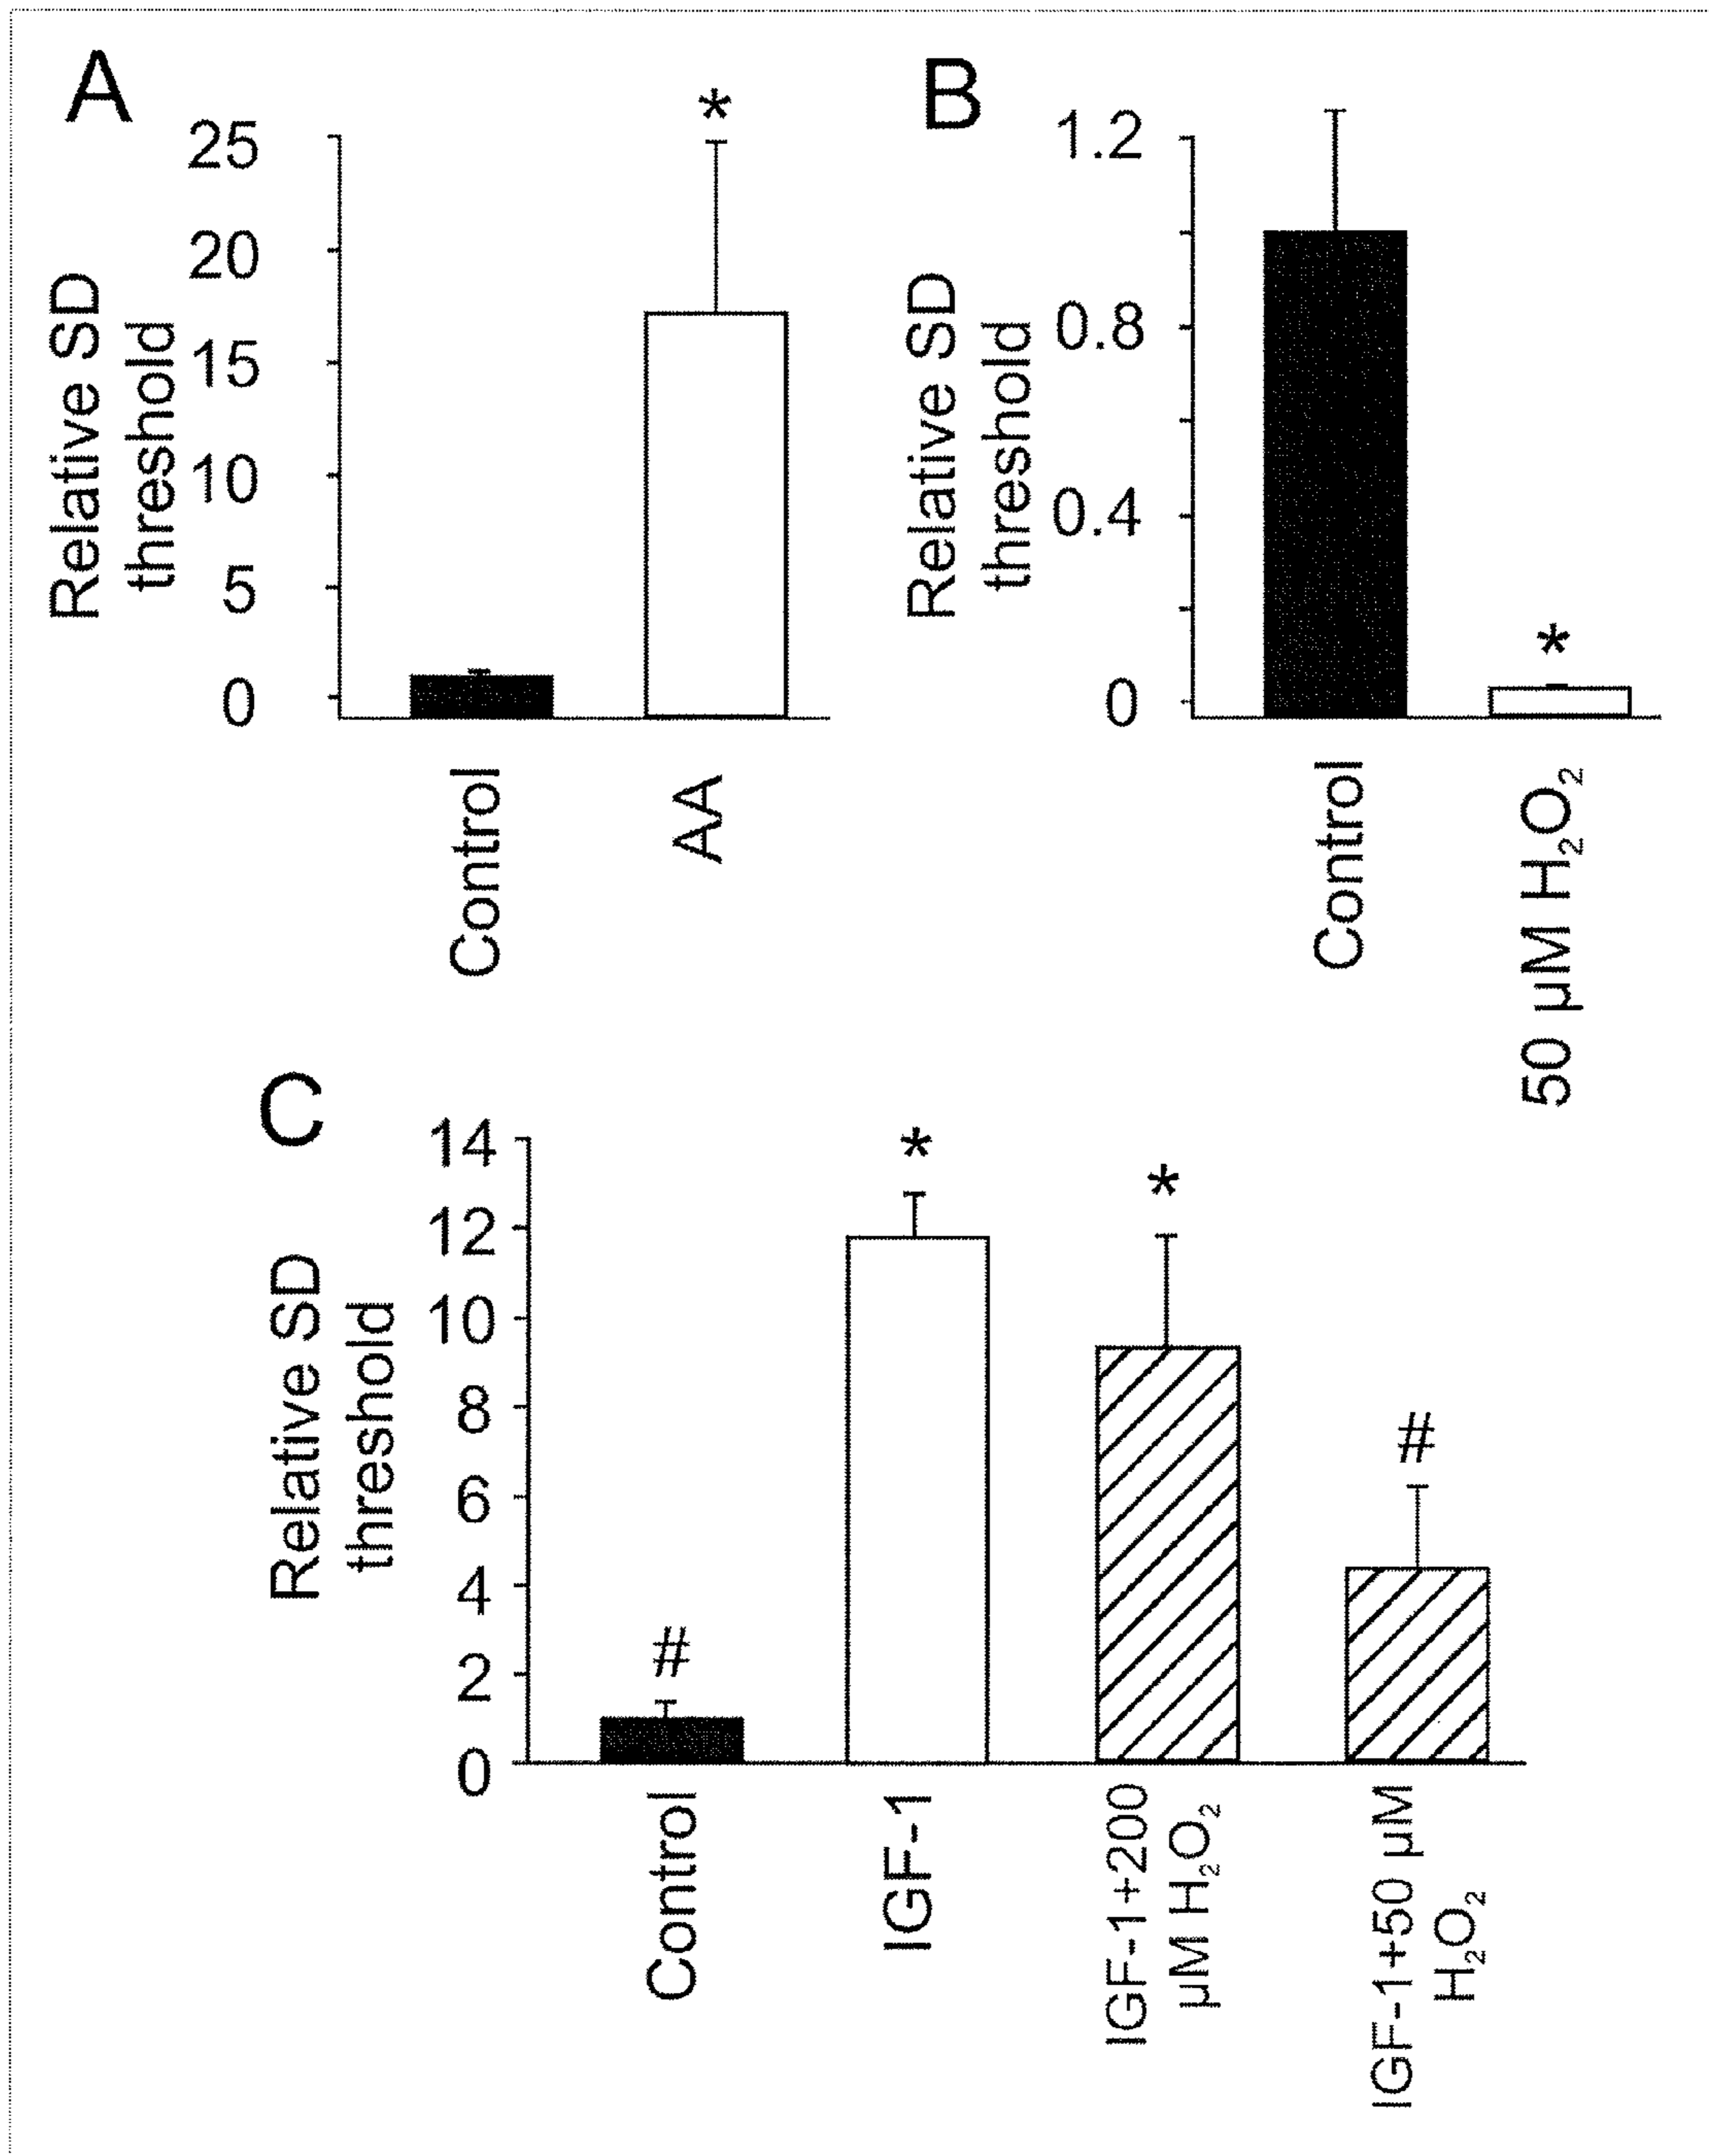 A
25
20
15
10
5
0
Relative SD
threshold
*
Control
AA
B
1.2
0.8
0.4
0
Relative SD
threshold
*
Control
50 µM H₂O₂
C
14
12
10
8
6
4
2
0
Relative SD
threshold
#
*
*
#
Control
IGF-1
IGF-1+200
µM H₂O₂
IGF-1+50 µM
H₂O₂